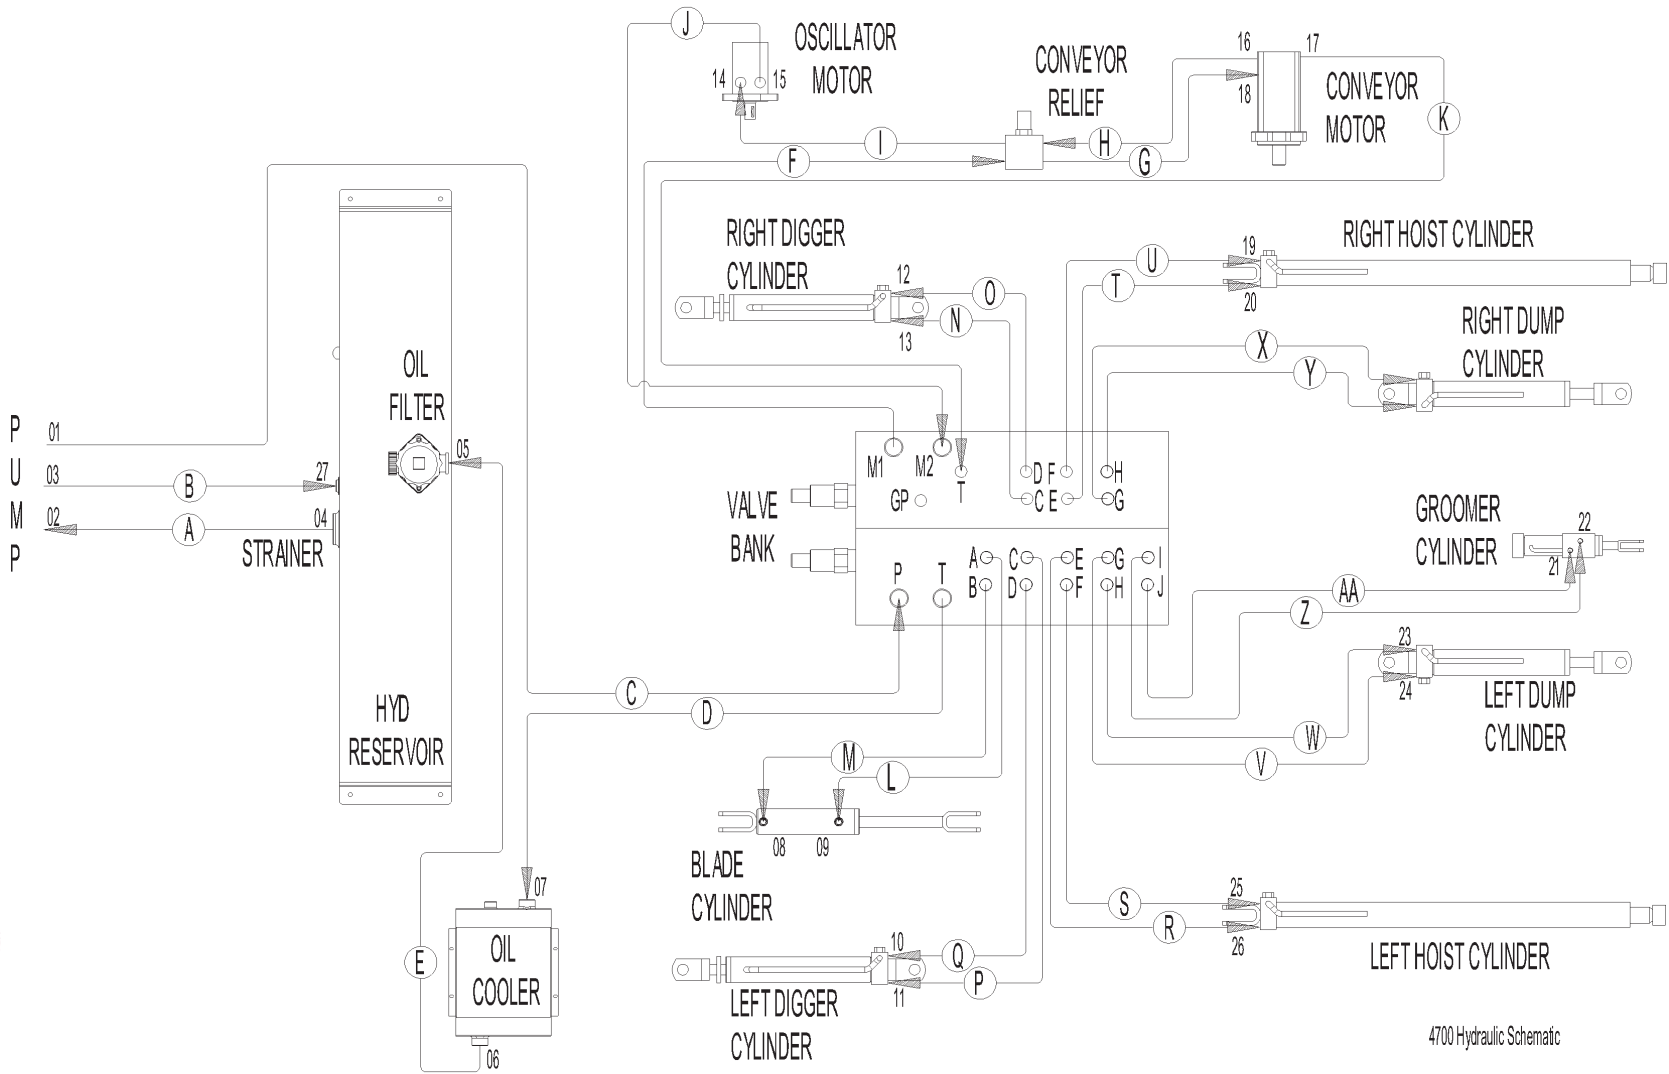 J
OSCILLATOR
MOTOR
14
15
CONVEYOR
RELIEF
16
17
18
CONVEYOR
MOTOR
K
I
H
F
G
RIGHT DIGGER
CYLINDER
12
13
O
N
U
T
19
20
RIGHT HOIST CYLINDER
X
Y
RIGHT DUMP
CYLINDER
OIL
FILTER
05
PUMP
01
03
02
B
A
27
04
STRAINER
HYD
RESERVOIR
VALVE
BANK
M1
M2
T
GP
D F
H
C E
G
P
T
A
C
E
G
I
B
D
F
H
J
GROOMER
CYLINDER
22
21
AA
Z
23
24
LEFT DUMP
CYLINDER
W
V
C
D
M
L
08
09
BLADE
CYLINDER
07
E
OIL
COOLER
06
S
R
25
26
LEFT HOIST CYLINDER
10
11
Q
P
LEFT DIGGER
CYLINDER
4700 Hydraulic Schematic